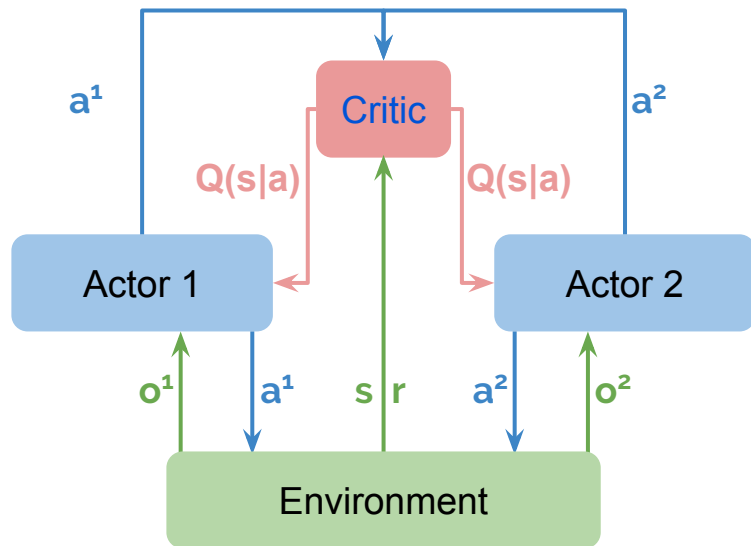 a¹
a²
Critic
Q(s|a)
Q(s|a)
Actor 1
Actor 2
o¹
a¹
s
r
a²
o²
Environment